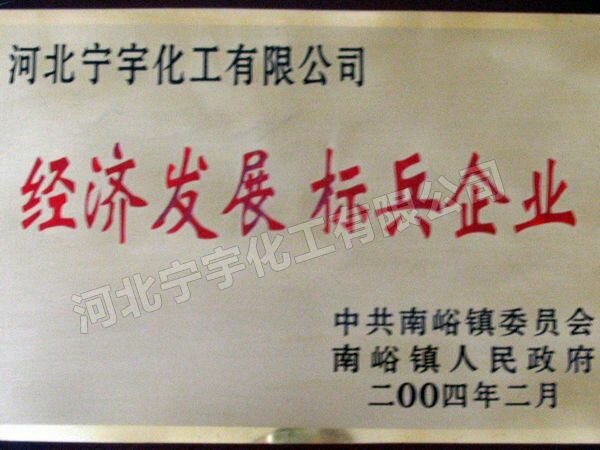 河北宁宇化工有限公司
经济发展 标兵企业
河北宁宇化工有限公司
中共南峪镇委员会
南峪镇人民政府
二〇〇四年二月